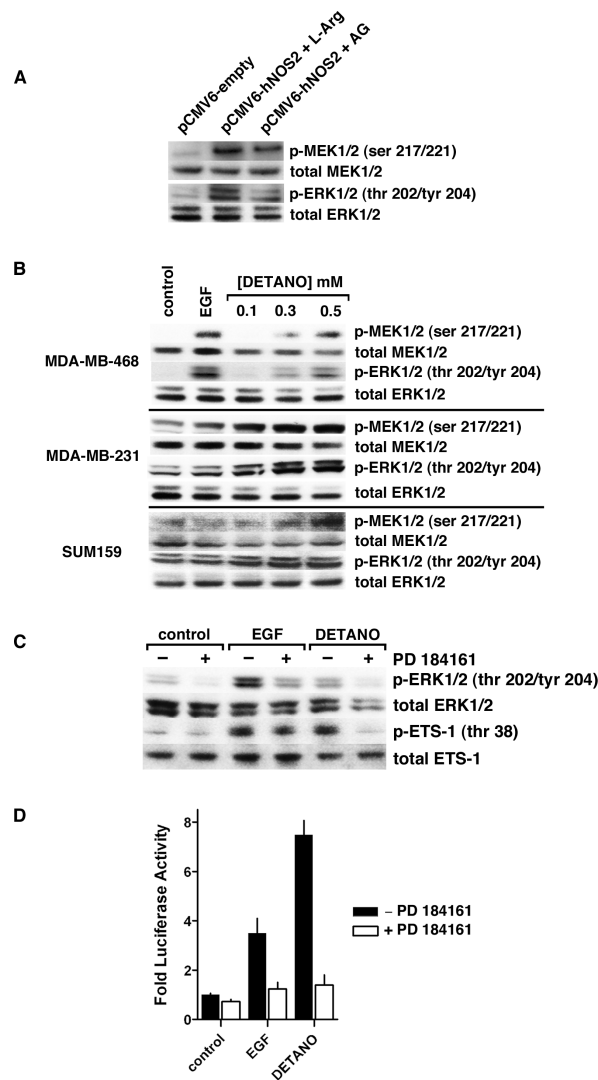 A
pCMV6-empty
pCMV6-hNOS2 + L-Arg
pCMV6-hNOS2 + AG
p-MEK1/2 (ser 217/221)
total MEK1/2
p-ERK1/2 (thr 202/tyr 204)
total ERK1/2
B
control
EGF
[DETANO] mM
0.1 0.3 0.5
MDA-MB-468
p-MEK1/2 (ser 217/221)
total MEK1/2
p-ERK1/2 (thr 202/tyr 204)
total ERK1/2
MDA-MB-231
p-MEK1/2 (ser 217/221)
total MEK1/2
p-ERK1/2 (thr 202/tyr 204)
total ERK1/2
SUM159
p-MEK1/2 (ser 217/221)
total MEK1/2
p-ERK1/2 (thr 202/tyr 204)
total ERK1/2
C
control EGF DETANO
− + − + − + PD 184161
p-ERK1/2 (thr 202/tyr 204)
total ERK1/2
p-ETS-1 (thr 38)
total ETS-1
D
Fold Luciferase Activity
8
6
4
2
0
control
EGF
DETANO
− PD 184161
+ PD 184161